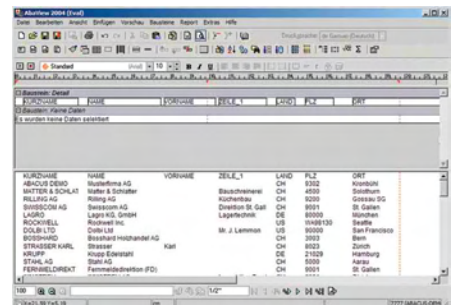 AbaView 2004 (Eval)
Datei Bearbeiten Ansicht Einfügen Vorschau Bausteine Report Extras Hilfe
Standard
Arial 10
Baustein: Detail
KURZNAME NAME VORNAME ZEILE_1 LAND PLZ ORT
Baustein: Keine Daten
Es wurden keine Daten selektiert
KURZNAME NAME VORNAME ZEILE_1 LAND PLZ ORT
ABACUS DEMO Musterfirma AG CH 9302 Kronbühl
MATTER & SCHLAT Matter & Schlatter Bauschreinerei CH 4500 Solothurn
RILLING AG Rilling AG Küchenbau CH 9200 Gossau SG
SWISSCOM AG Swisscom AG Direktion St. Gall CH 9001 St. Gallen
LAGRO Lagro KG, GmbH Lagertechnik DE 80000 München
ROCKWELL Rockwell Inc. US WA98130 Seattle
DOLBI LTD Dolbi Ltd Mr. J. Lemmon US 90000 San Francisco
BOSSHARD Bosshard Holzhandel AG CH 3003 Bern
STRASSER KARL Strasser Karl CH 8023 Zürich
KRUPP Krupp Edelstahl DE 21029 Hamburg
STAHL AG Stahl AG CH 5000 Aarau
FERNMELDIREKT Fernmeldedirektion (FD) CH 9001 St. Gallen
100 1/2"